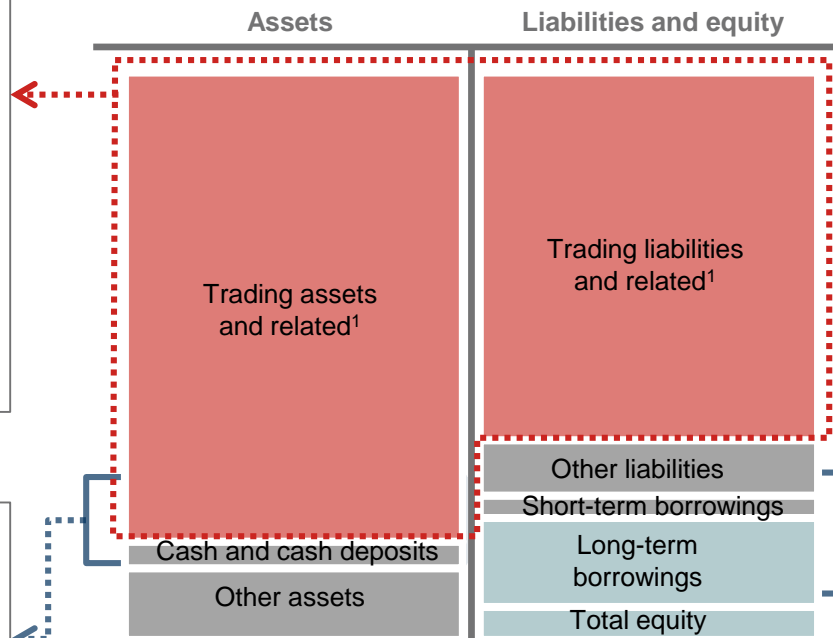 Assets
Liabilities and equity
Trading assets
and related¹
Trading liabilities
and related¹
Other liabilities
Short-term borrowings
Cash and cash deposits
Long-term
borrowings
Other assets
Total equity